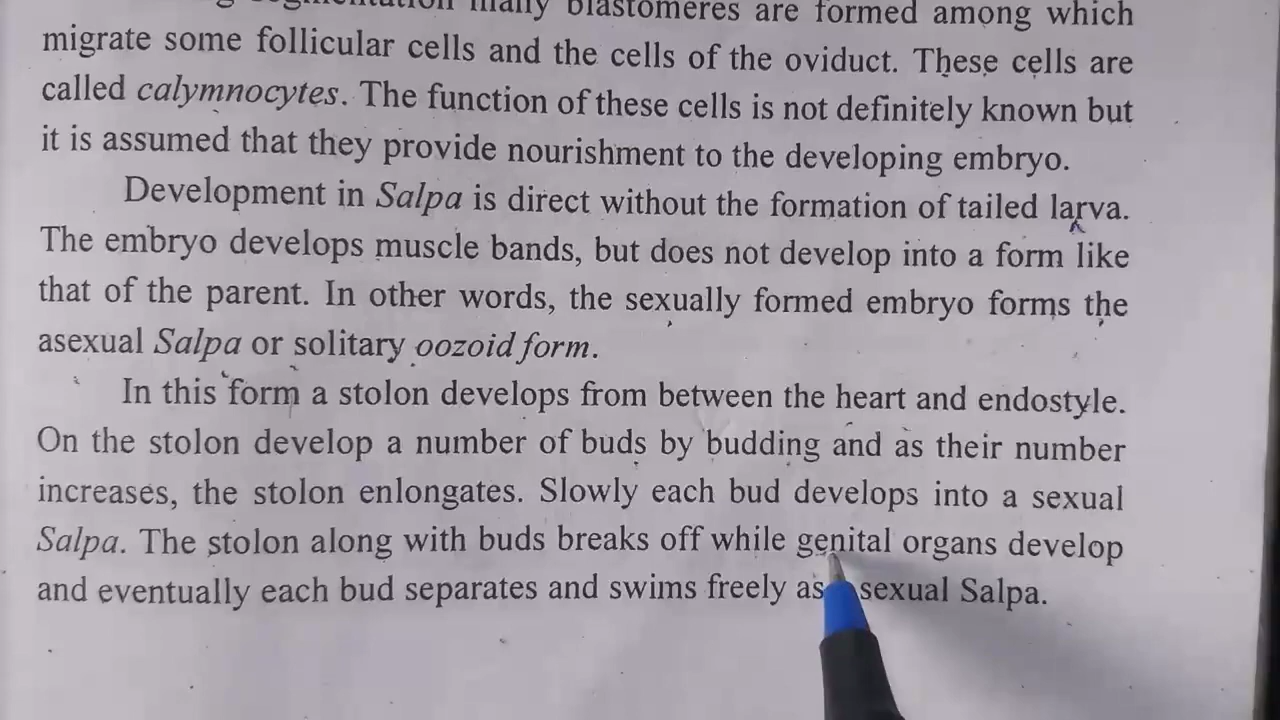 segmentation many blastomeres are formed among which
migrate some follicular cells and the cells of the oviduct. These cells are
called calymnocytes. The function of these cells is not definitely known but
it is assumed that they provide nourishment to the developing embryo.
Development in Salpa is direct without the formation of tailed larva.
The embryo develops muscle bands, but does not develop into a form like
that of the parent. In other words, the sexually formed embryo forms the
asexual Salpa or solitary oozoid form.
In this form a stolon develops from between the heart and endostyle.
On the stolon develop a number of buds by budding and as their number
increases, the stolon enlongates. Slowly each bud develops into a sexual
Salpa. The stolon along with buds breaks off while genital organs develop
and eventually each bud separates and swims freely as sexual Salpa.